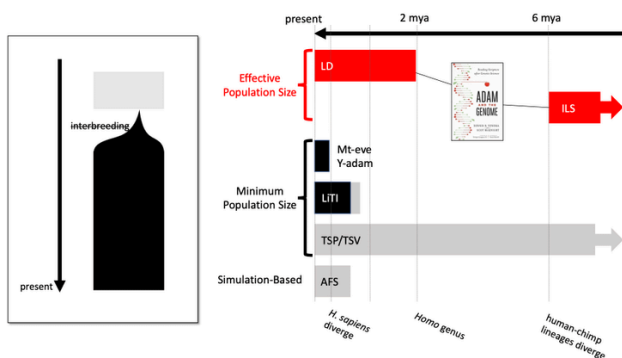 present
2 mya
6 mya
interbreeding
present
Effective
Population Size
LD
ADAM
AND THE
GENOME
ILS
Mt-eve
Y-adam
Minimum
Population Size
LiTI
TSP/TSV
Simulation-Based
AFS
H. sapiens
diverge
Homo genus
human-chimp
lineages diverge